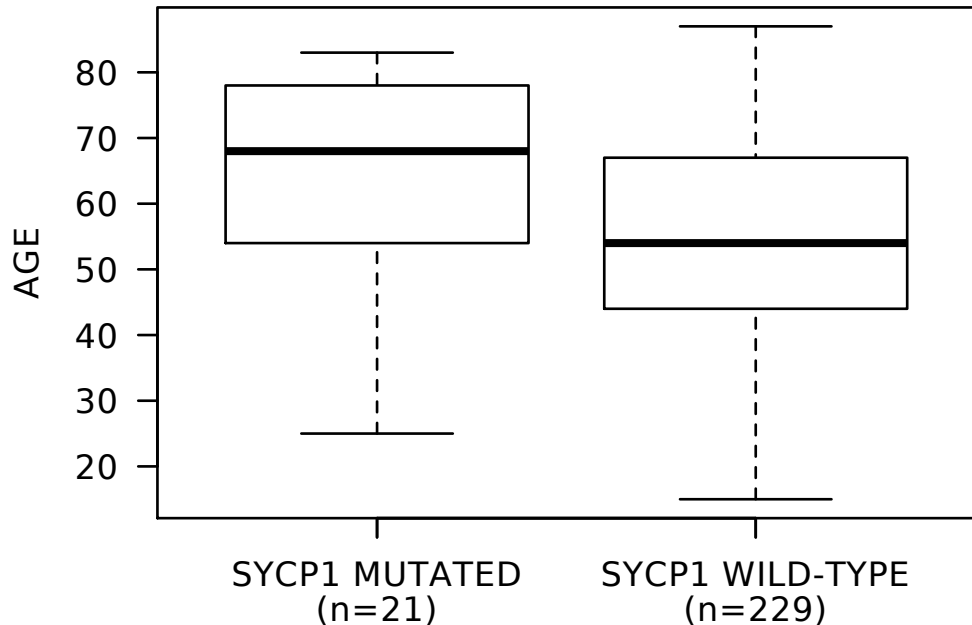 AGE
80
70
60
50
40
30
20
SYCP1 MUTATED
(n=21)
SYCP1 WILD-TYPE
(n=229)